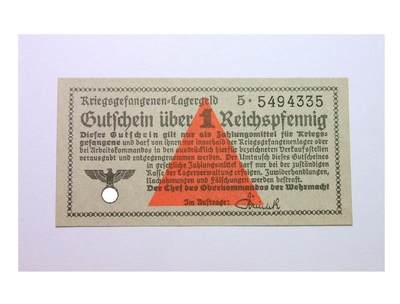 Kriegsgefangenen-Lagergeld 5 · 5494335
Gutschein über 1 Reichspfennig
Dieser Gutschein gilt nur als Zahlungsmittel für Kriegs-
gefangene und darf von ihnen nur innerhalb der Kriegsgefangenenlager oder
bei Arbeitskommandos in den ausdrücklich hierfür bezeichneten Verkaufsstellen
verausgabt und entgegengenommen werden. Der Umtausch dieses Gutscheines
in gesetzliche Zahlungsmittel darf nur bei der zuständigen
Kasse der Lagerverwaltung erfolgen. Zuwiderhandlungen,
Nachahmungen und Fälschungen werden bestraft.
Der Chef des Oberkommandos der Wehrmacht
Im Auftrage: